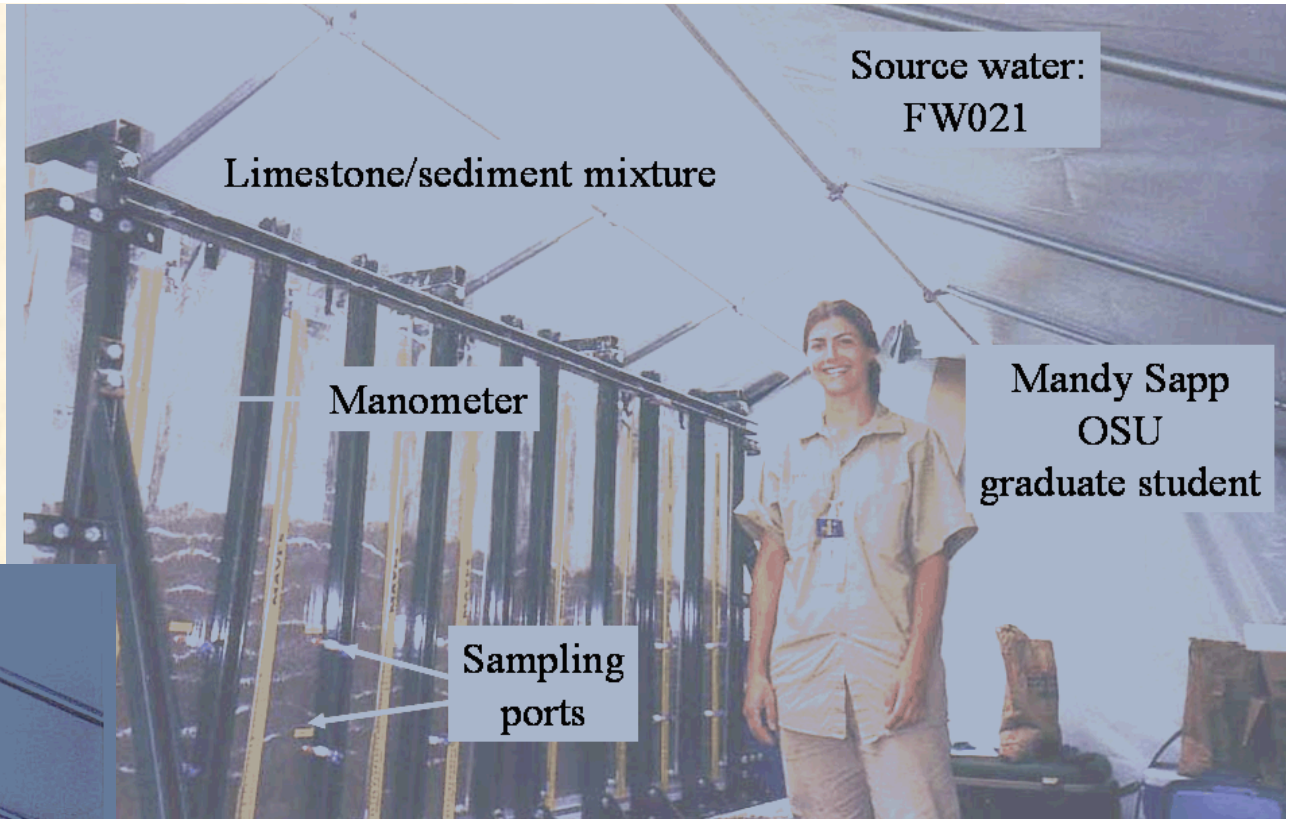 Source water:
FW021
Limestone/sediment mixture
Manometer
Mandy Sapp
OSU
graduate student
Sampling
ports